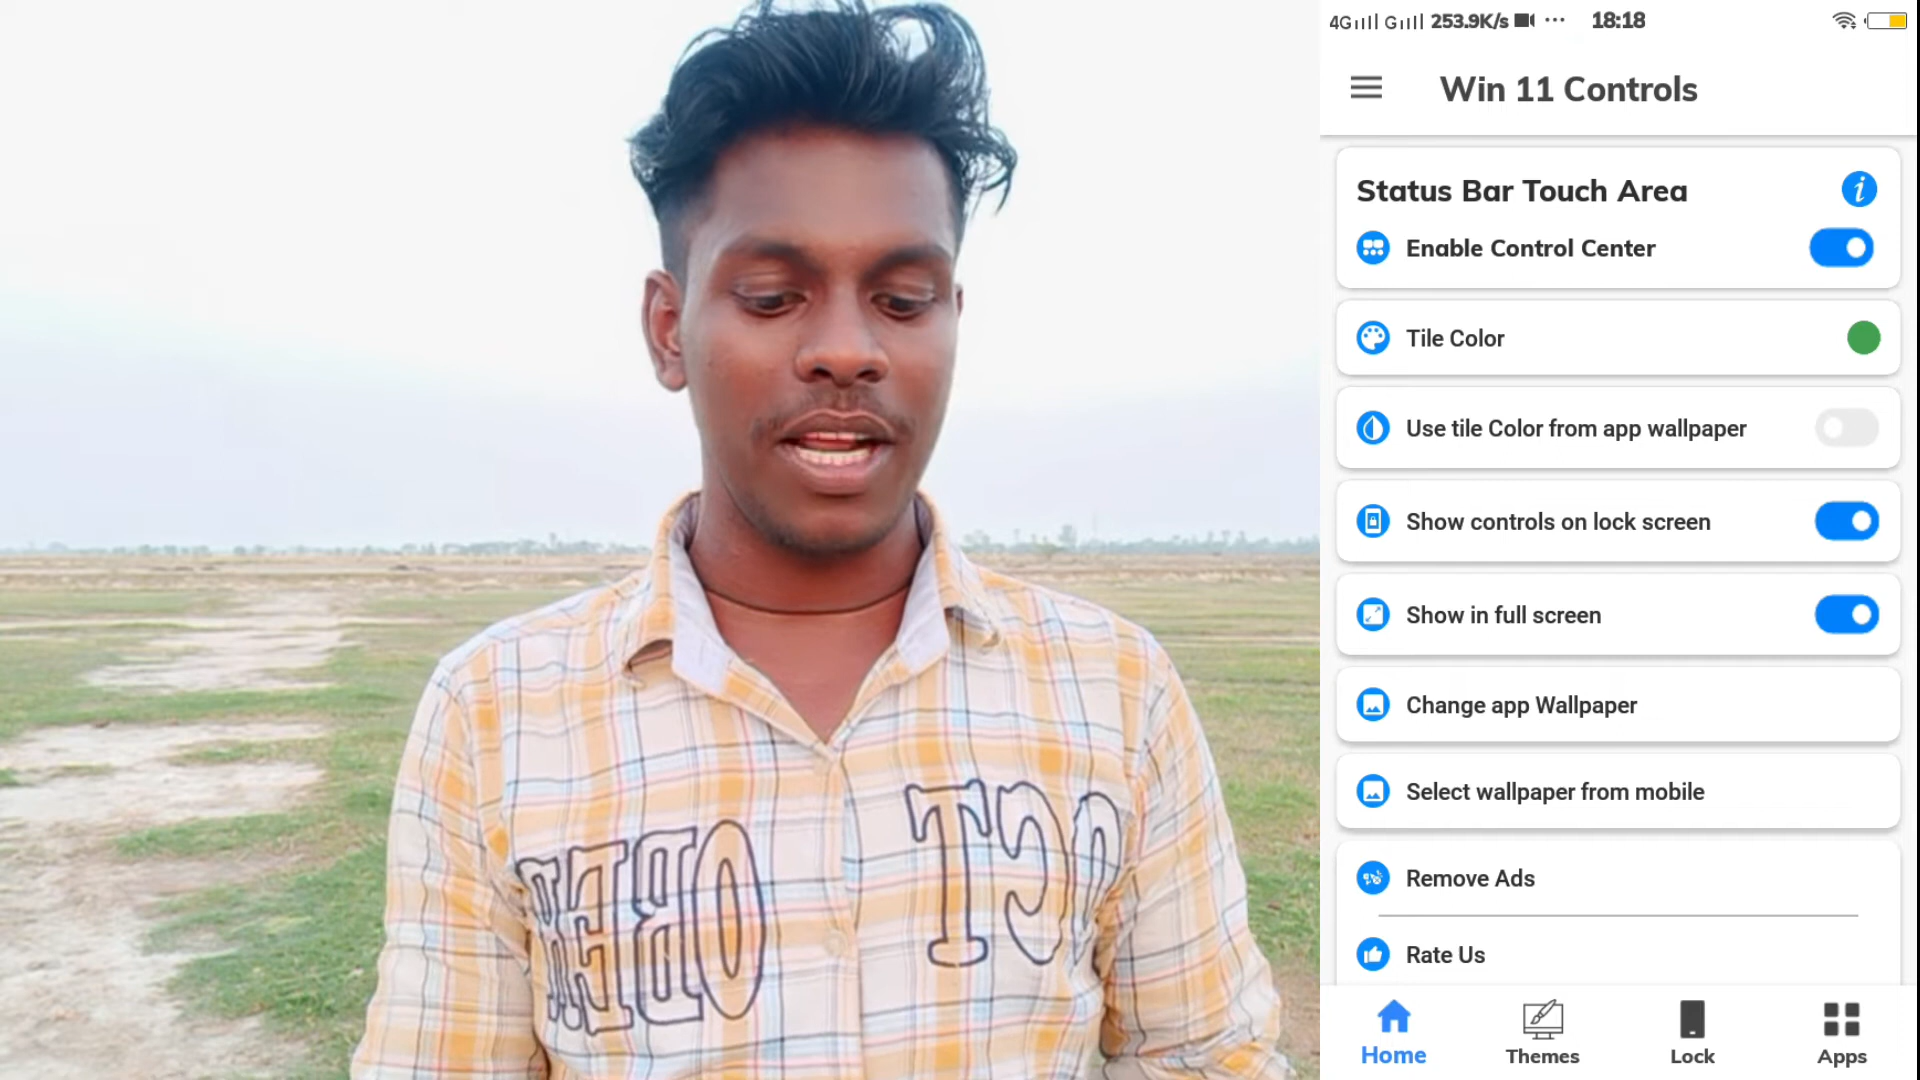 4G G 253.9K/s ··· 18:18
Win 11 Controls
Status Bar Touch Area
i
Enable Control Center
Tile Color
Use tile Color from app wallpaper
Show controls on lock screen
Show in full screen
Change app Wallpaper
Select wallpaper from mobile
Remove Ads
Rate Us
Home
Themes
Lock
Apps